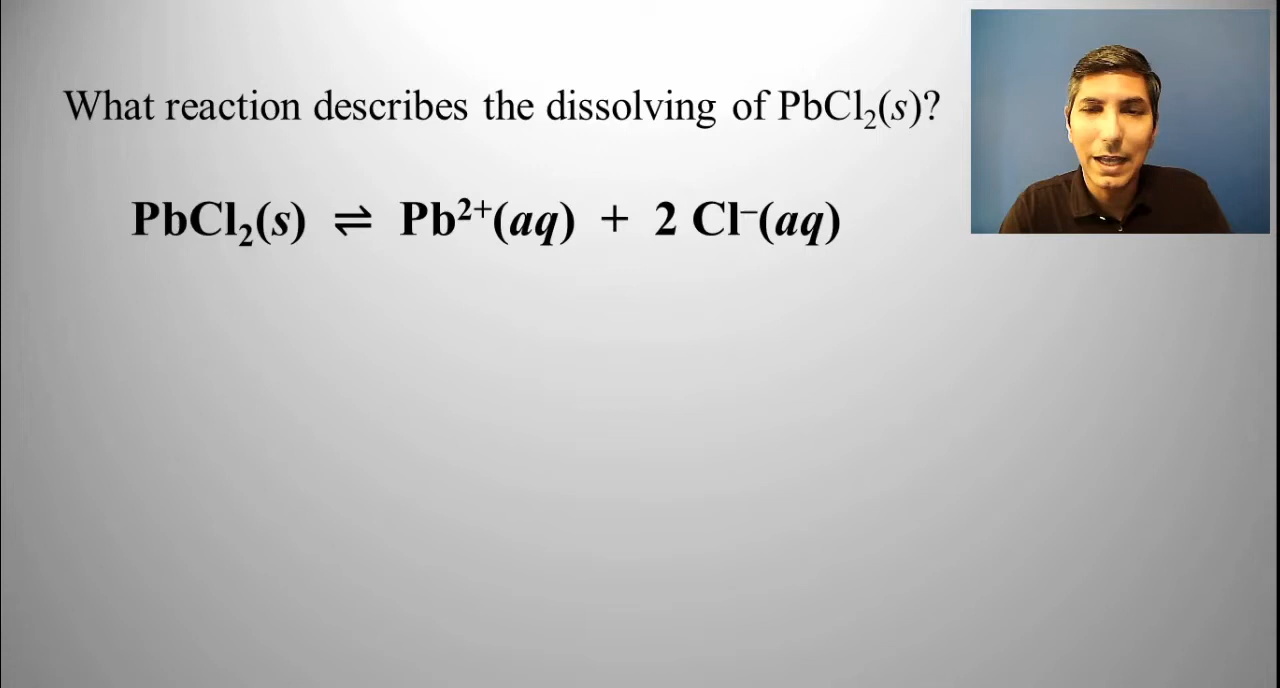 What reaction describes the dissolving of PbCl₂(s)?
PbCl₂(s) ⇌ Pb²⁺(aq) + 2 Cl⁻(aq)